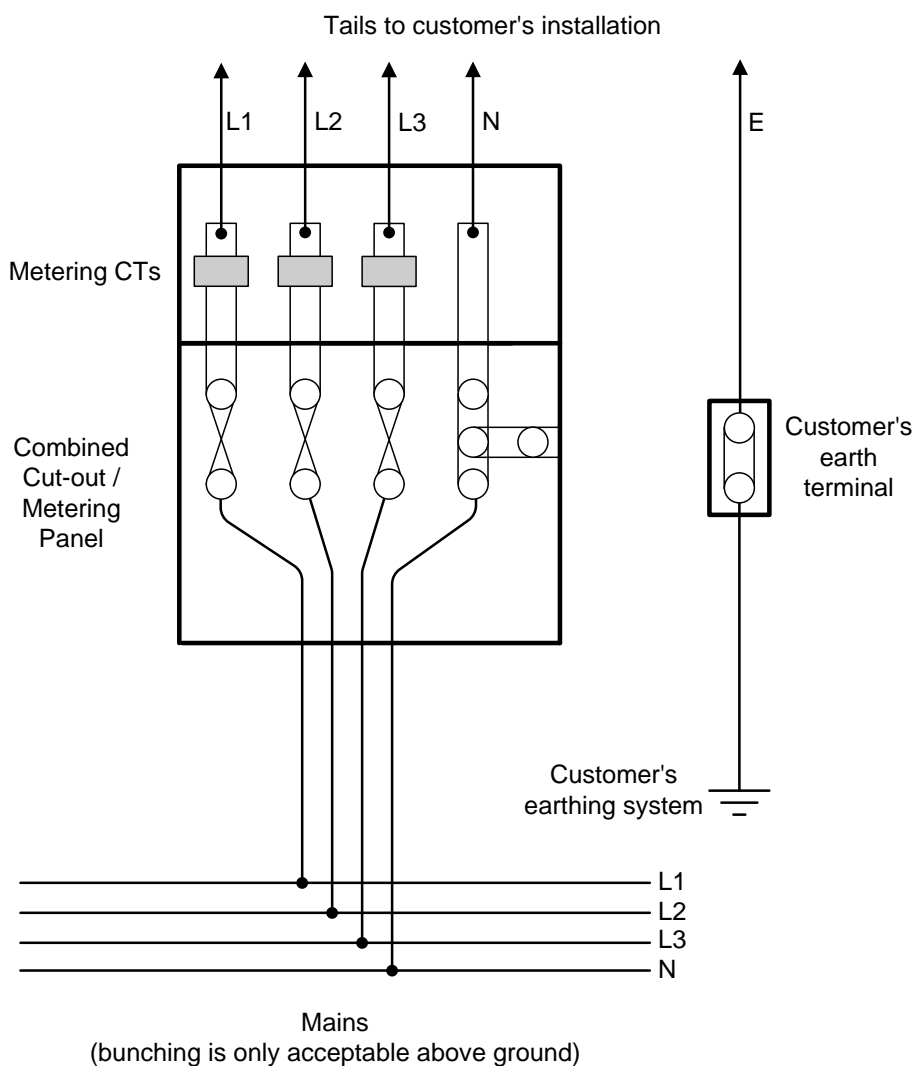 Tails to customer's installation
L1
L2
L3
N
E
Metering CTs
Combined
Cut-out /
Metering
Panel
Customer's
earth
terminal
Customer's
earthing system
L1
L2
L3
N
Mains
(bunching is only acceptable above ground)